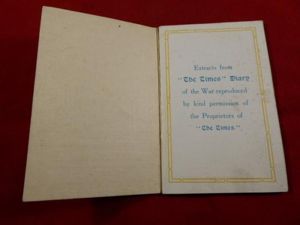 Extracts from
"The Times" Diary
of the War reproduced
by kind permission of
the Proprietors of
"The Times."